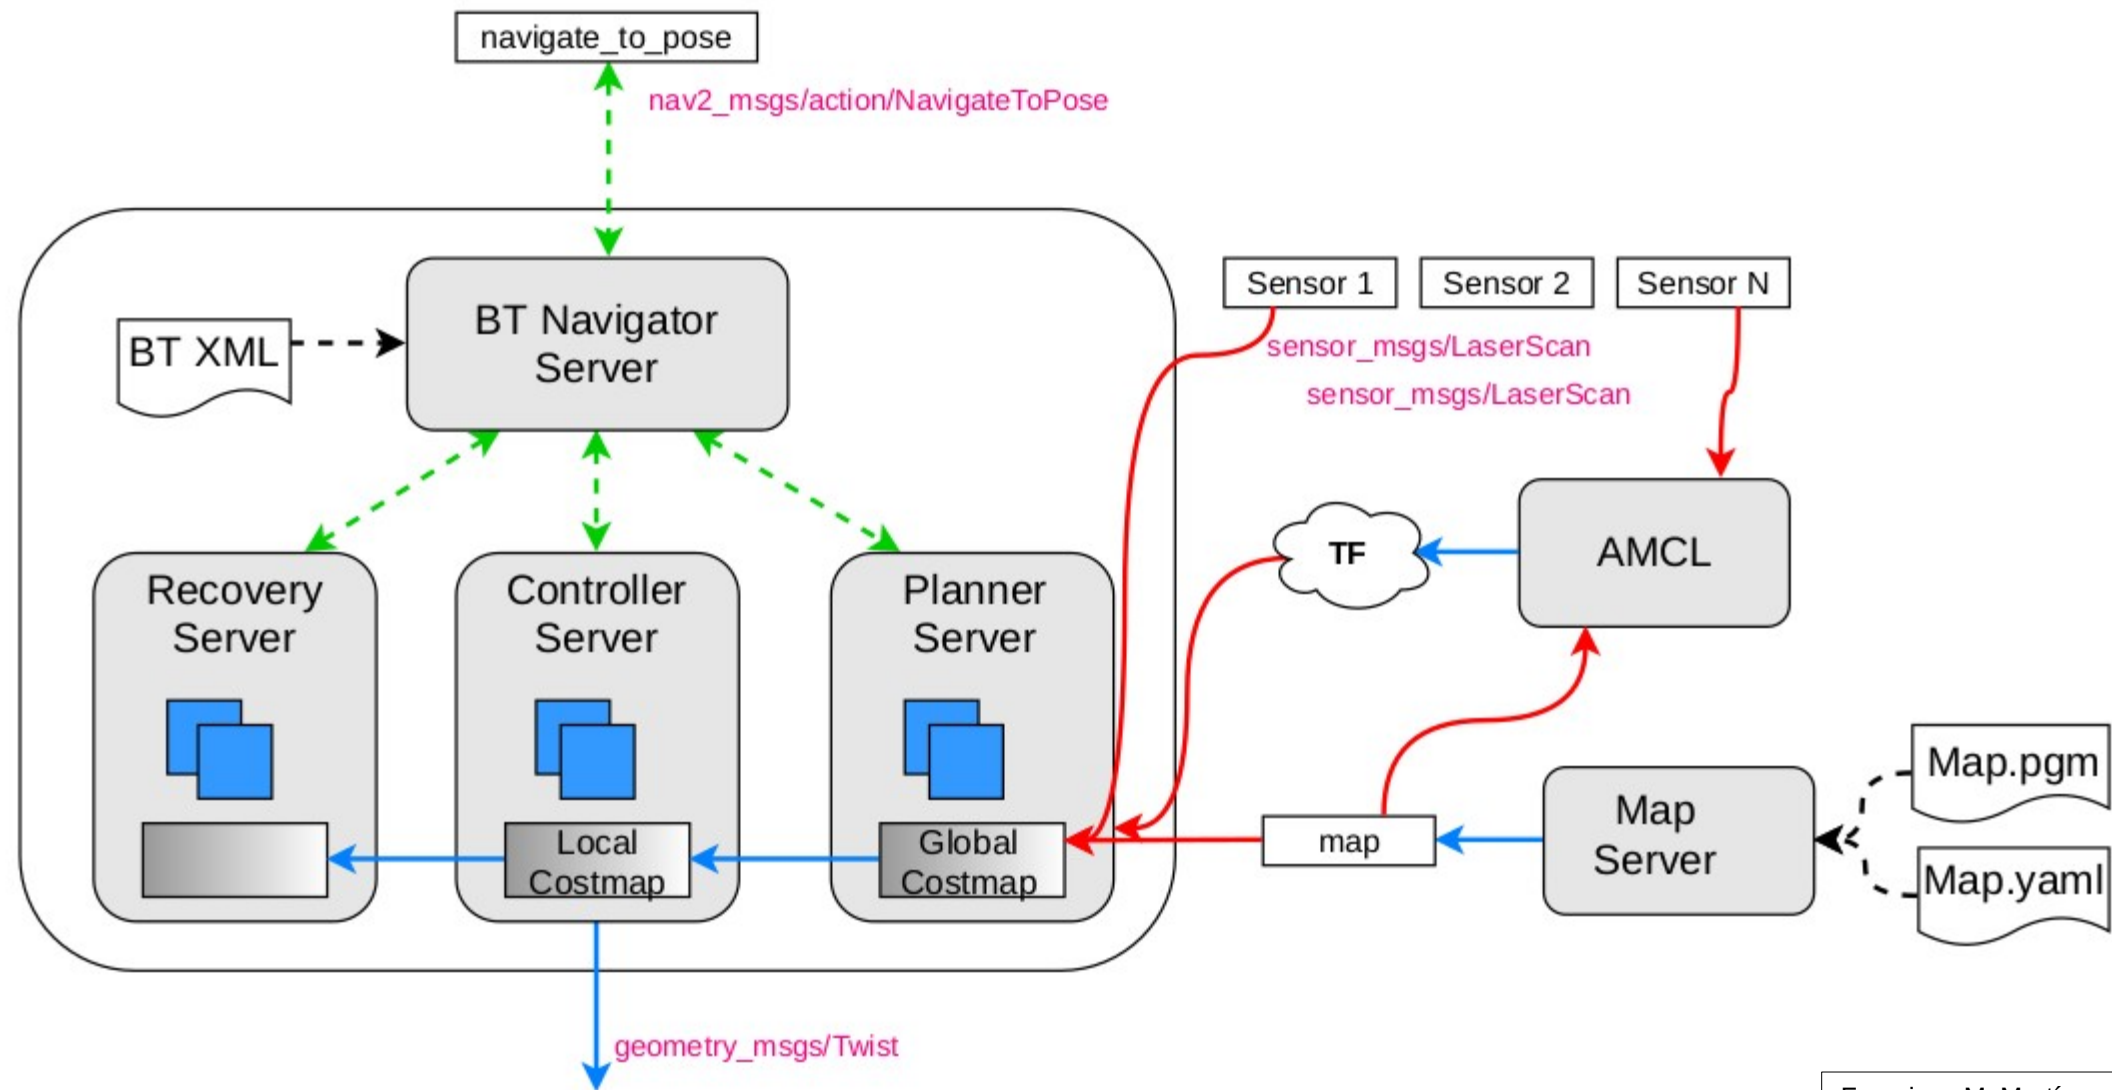 navigate_to_pose
nav2_msgs/action/NavigateToPose
BT Navigator
Server
BT XML
Sensor 1
Sensor 2
Sensor N
sensor_msgs/LaserScan
sensor_msgs/LaserScan
Recovery
Server
Controller
Server
Planner
Server
TF
AMCL
Local
Costmap
Global
Costmap
map
Map
Server
Map.pgm
Map.yaml
geometry_msgs/Twist